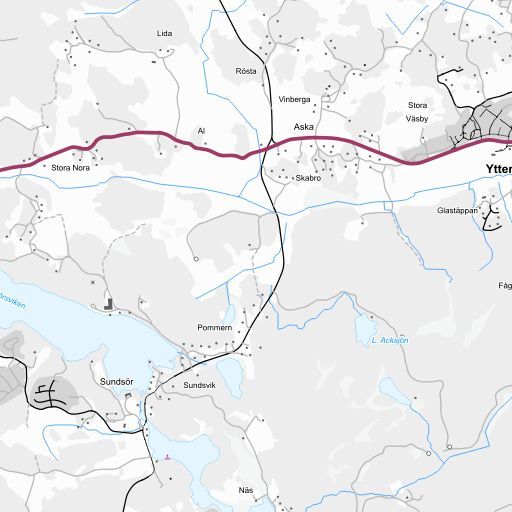 Lida
Rösta
Vinberga
Stora
Väsby
Aska
Al
Ytter
Stora Nora
Skabro
Glastäppan
Fåg
Pommern
L. Acksjön
Sundsör
Sundsvik
Näs